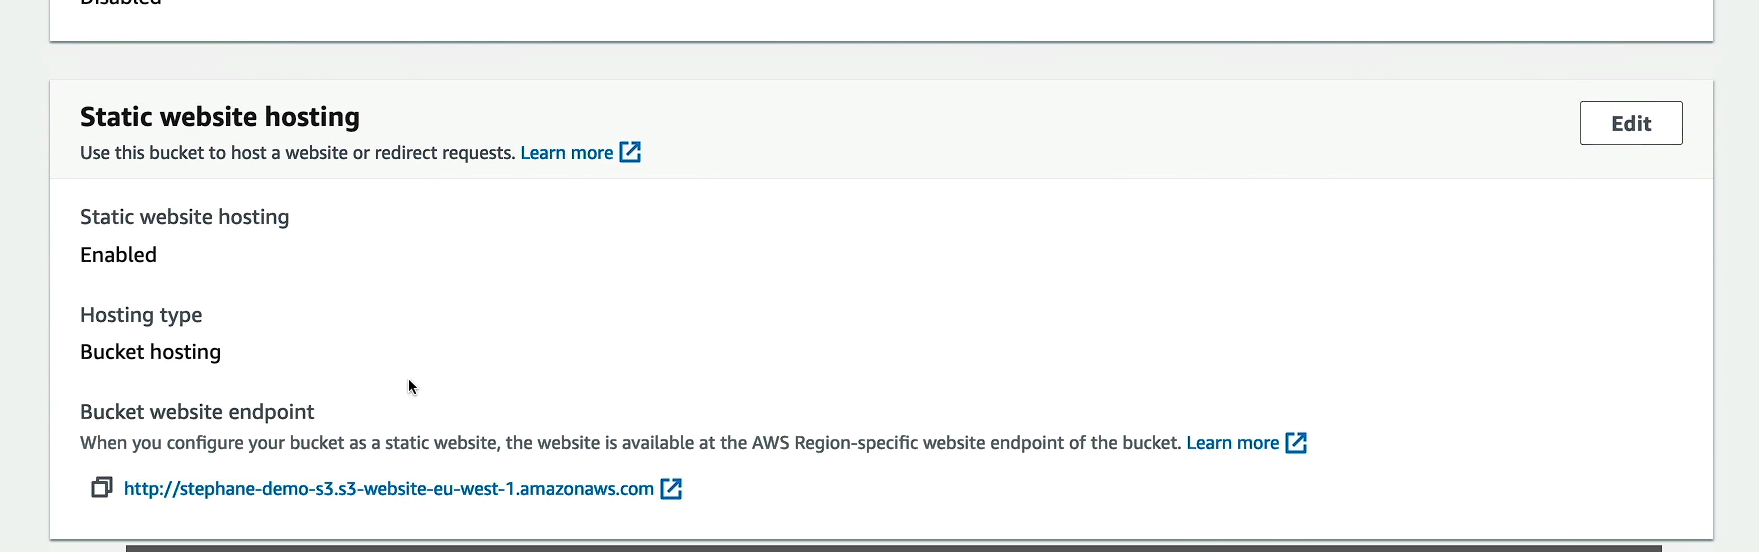 Disabled
Static website hosting
Edit
Use this bucket to host a website or redirect requests. Learn more
Static website hosting
Enabled
Hosting type
Bucket hosting
Bucket website endpoint
When you configure your bucket as a static website, the website is available at the AWS Region-specific website endpoint of the bucket. Learn more
http://stephane-demo-s3.s3-website-eu-west-1.amazonaws.com